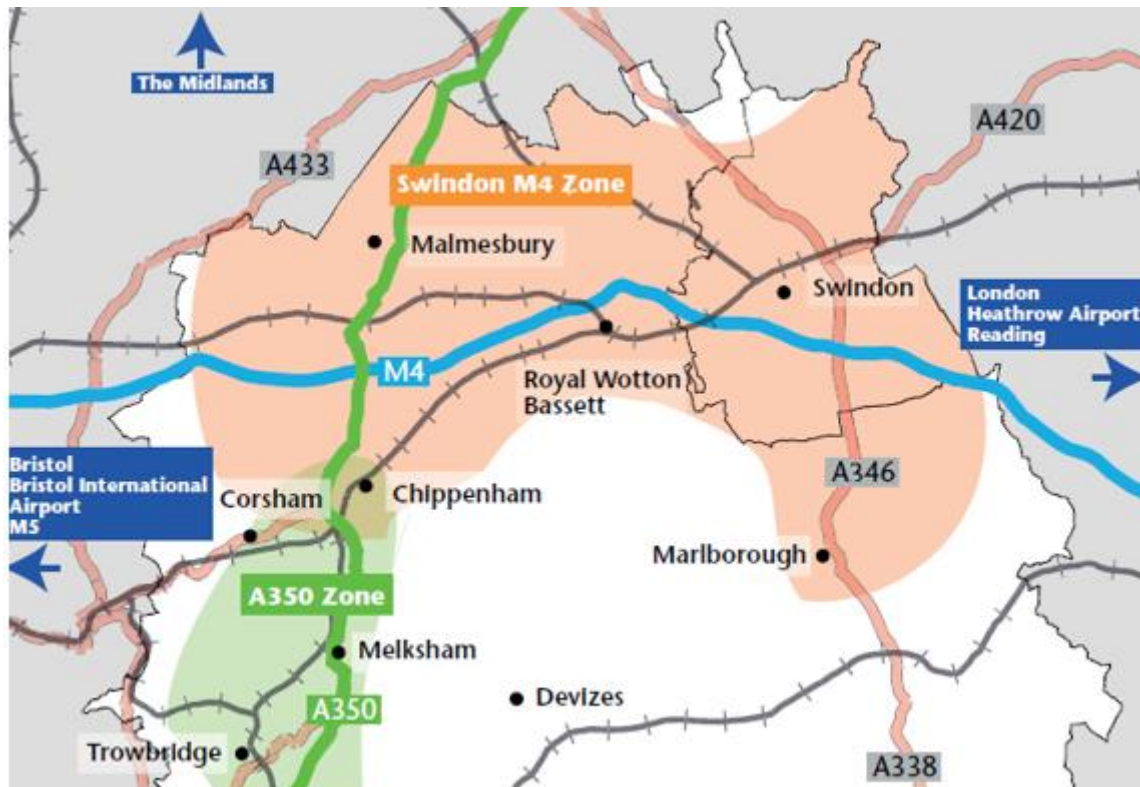 The Midlands
A433
A420
Swindon M4 Zone
Malmesbury
Swindon
London
Heathrow Airport
Reading
M4
Royal Wotton
Bassett
Bristol
Bristol International
Airport
M5
Corsham
Chippenham
A346
Marlborough
A350 Zone
Melksham
Devizes
A350
Trowbridge
A338